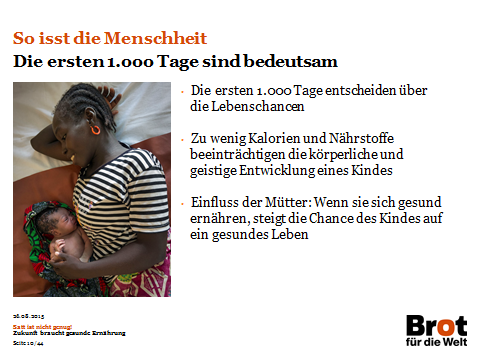 So isst die Menschheit
Die ersten 1.000 Tage sind bedeutsam
· Die ersten 1.000 Tage entscheiden über
die Lebenschancen
· Zu wenig Kalorien und Nährstoffe
beeinträchtigen die körperliche und
geistige Entwicklung eines Kindes
· Einfluss der Mütter: Wenn sie sich gesund
ernähren, steigt die Chance des Kindes auf
ein gesundes Leben
26.08.2015
Satt ist nicht genug!
Zukunft braucht gesunde Ernährung
Seite 10/44
Brot
für die Welt